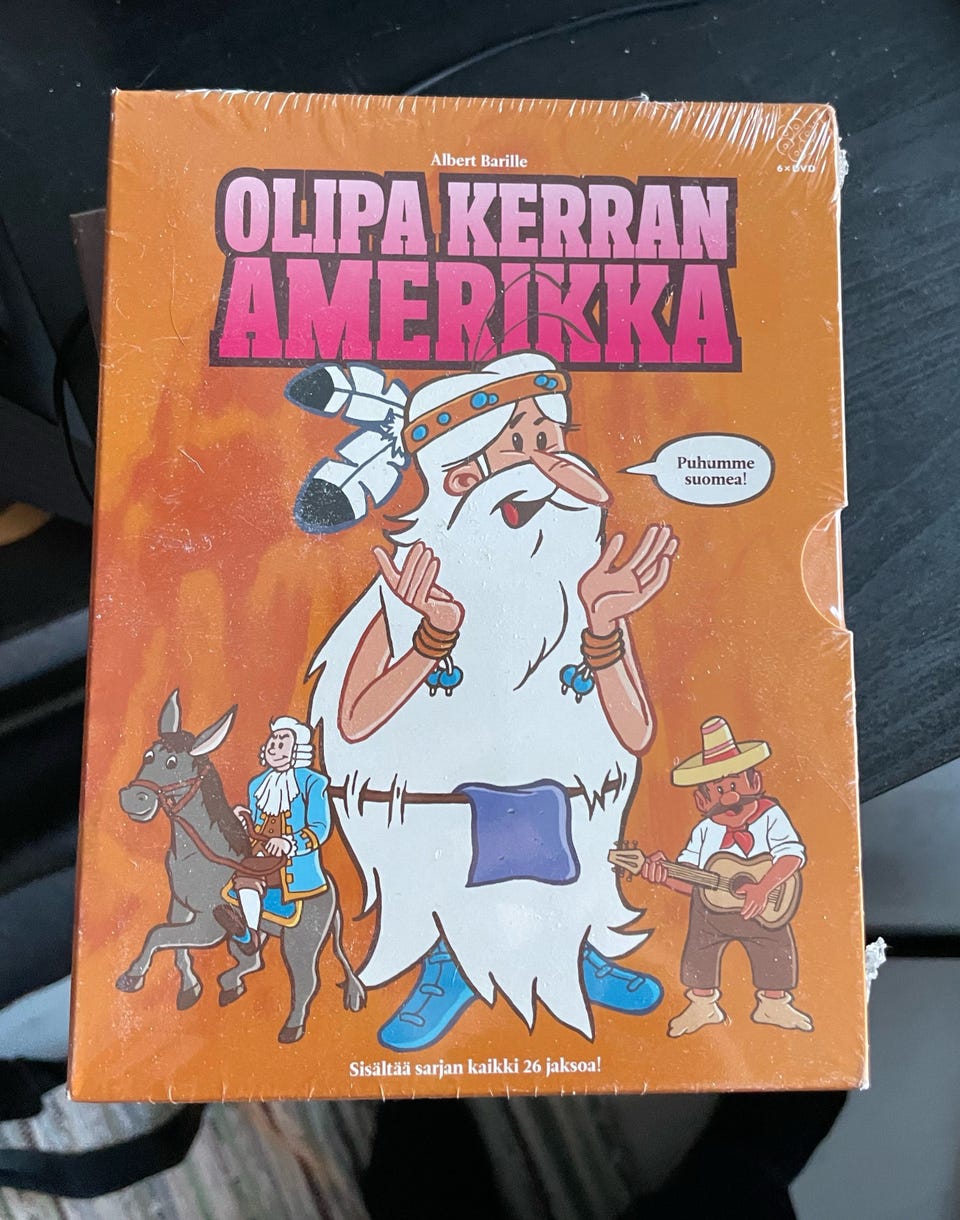 6×DVD
Albert Barille
OLIPA KERRAN
AMERIKKA
Puhumme
suomea!
Sisältää sarjan kaikki 26 jaksoa!